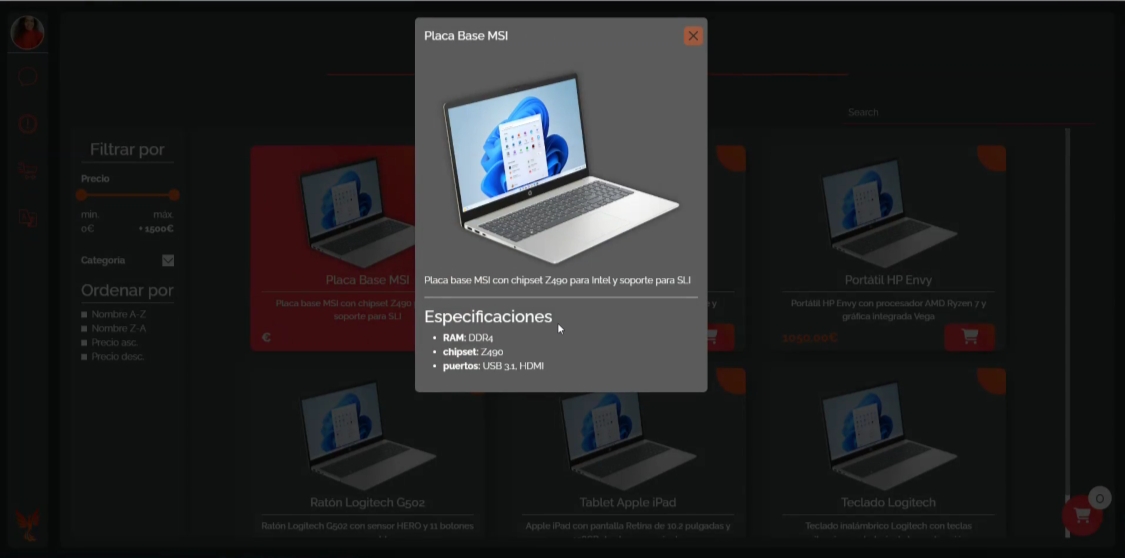 Placa Base MSI
Placa base MSI con chipset Z490 para Intel y soporte para SLI
Especificaciones
RAM: DDR4
chipset: Z490
puertos: USB 3.1, HDMI
Search
Filtrar por
Precio
min. máx.
0€ +1500€
Categoría
Ordenar por
Nombre A-Z
Nombre Z-A
Precio asc.
Precio desc.
Placa Base MSI
Placa base MSI con chipset Z490
soporte para SLI
€
y
Portátil HP Envy
Portátil HP Envy con procesador AMD Ryzen 7 y
gráfica integrada Vega
Ratón Logitech G502
Ratón Logitech G502 con sensor HERO y 11 botones
Tablet Apple iPad
Apple iPad con pantalla Retina de 10.2 pulgadas y
Teclado Logitech
Teclado inalámbrico Logitech con teclas
0